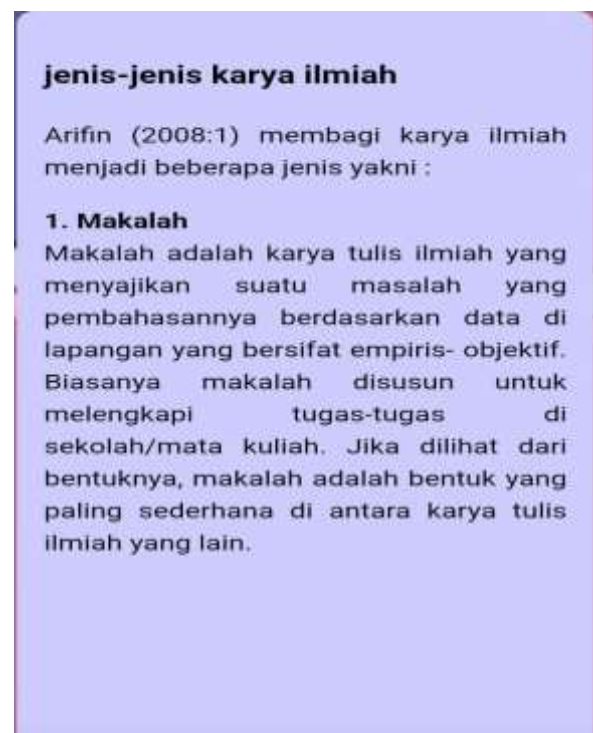 jenis-jenis karya ilmiah
Arifin (2008:1) membagi karya ilmiah
menjadi beberapa jenis yakni :
1. Makalah
Makalah adalah karya tulis ilmiah yang
menyajikan suatu masalah yang
pembahasannya berdasarkan data di
lapangan yang bersifat empiris- objektif.
Biasanya makalah disusun untuk
melengkapi tugas-tugas di
sekolah/mata kuliah. Jika dilihat dari
bentuknya, makalah adalah bentuk yang
paling sederhana di antara karya tulis
ilmiah yang lain.